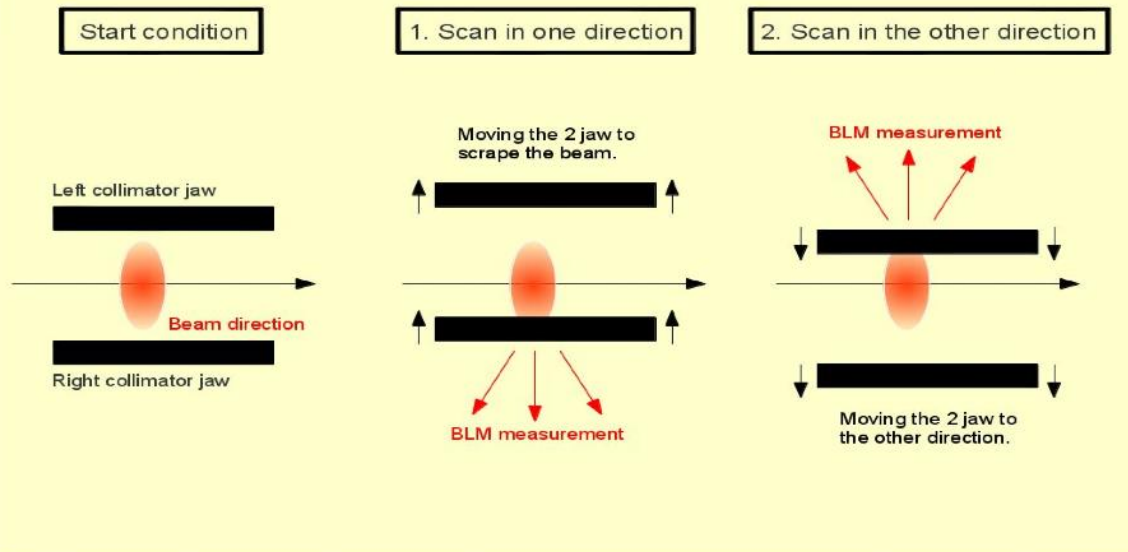 Start condition
1. Scan in one direction
2. Scan in the other direction
Left collimator jaw
Beam direction
Right collimator jaw
Moving the 2 jaw to
scrape the beam.
BLM measurement
BLM measurement
Moving the 2 jaw to
the other direction.